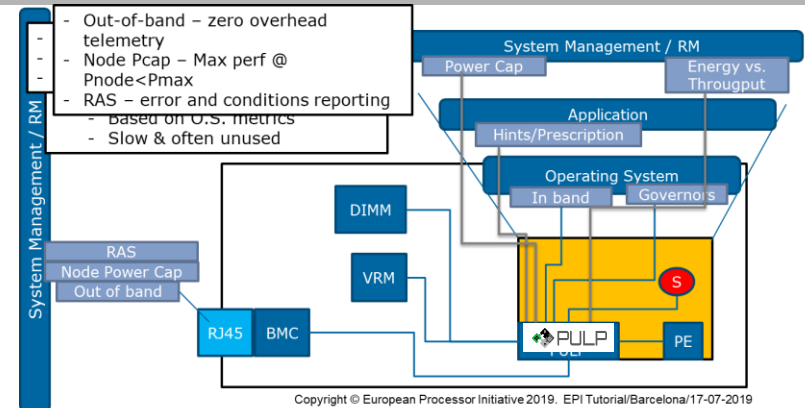 - Out-of-band – zero overhead
telemetry
- Node Pcap – Max perf @
Pnode<Pmax
- RAS – error and conditions reporting
- Based on O.S. metrics
- Slow & often unused
System Management / RM
System Management / RM
Power Cap
Energy vs.
Througput
Application
Hints/Prescription
Operating System
In band
Governors
DIMM
VRM
RAS
Node Power Cap
Out of band
RJ45
BMC
S
PULP
PE
Copyright © European Processor Initiative 2019. EPI Tutorial/Barcelona/17-07-2019